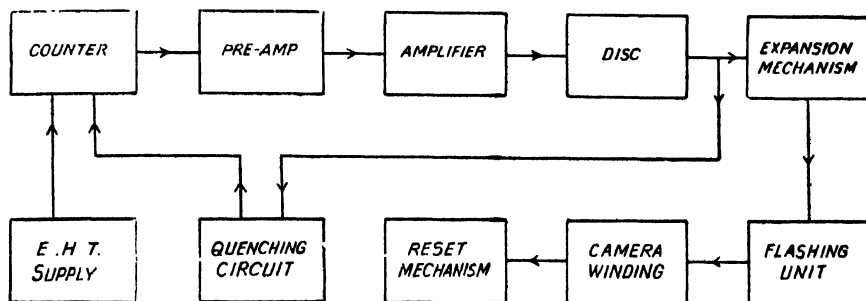 COUNTER
PRE-AMP
AMPLIFIER
DISC
EXPANSION
MECHANISM
E.H.T.
SUPPLY
QUENCHING
CIRCUIT
RESET
MECHANISM
CAMERA
WINDING
FLASHING
UNIT